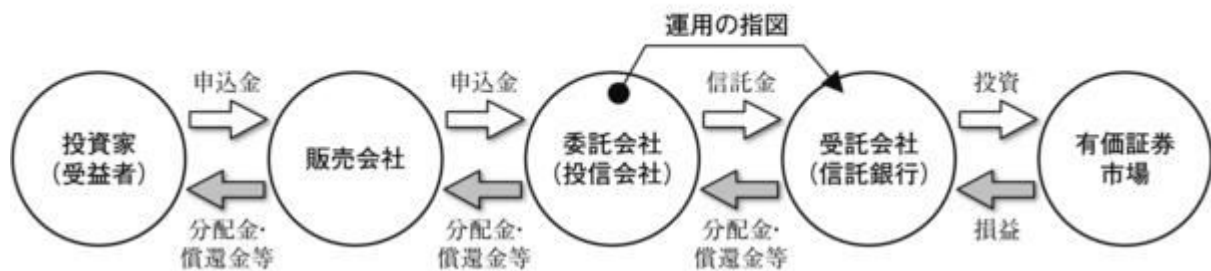 運用の指図
申込金
申込金
信託金
投資
投資家
（受益者）
販売会社
委託会社
（投信会社）
受託会社
（信託銀行）
有価証券
市場
分配金・
償還金等
分配金・
償還金等
分配金・
償還金等
損益